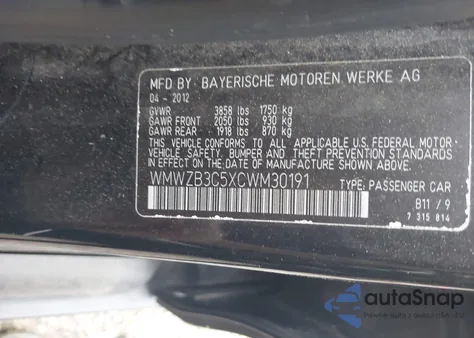 MFD BY: BAYERISCHE MOTOREN WERKE AG
04 - 2012
GVWR 3858 lbs 1750 kg
GAWR FRONT 2050 lbs 930 kg
GAWR REAR 1918 lbs 870 kg
THIS VEHICLE CONFORMS TO ALL APPLICABLE U.S. FEDERAL MOTOR-
VEHICLE SAFETY, BUMPER AND THEFT PREVENTION STANDARDS
IN EFFECT ON THE DATE OF MANUFACTURE SHOWN ABOVE.
WMWZB3C5XCWM30191 TYPE: PASSENGER CAR
B11 / 9
7 315 814
autoSnap